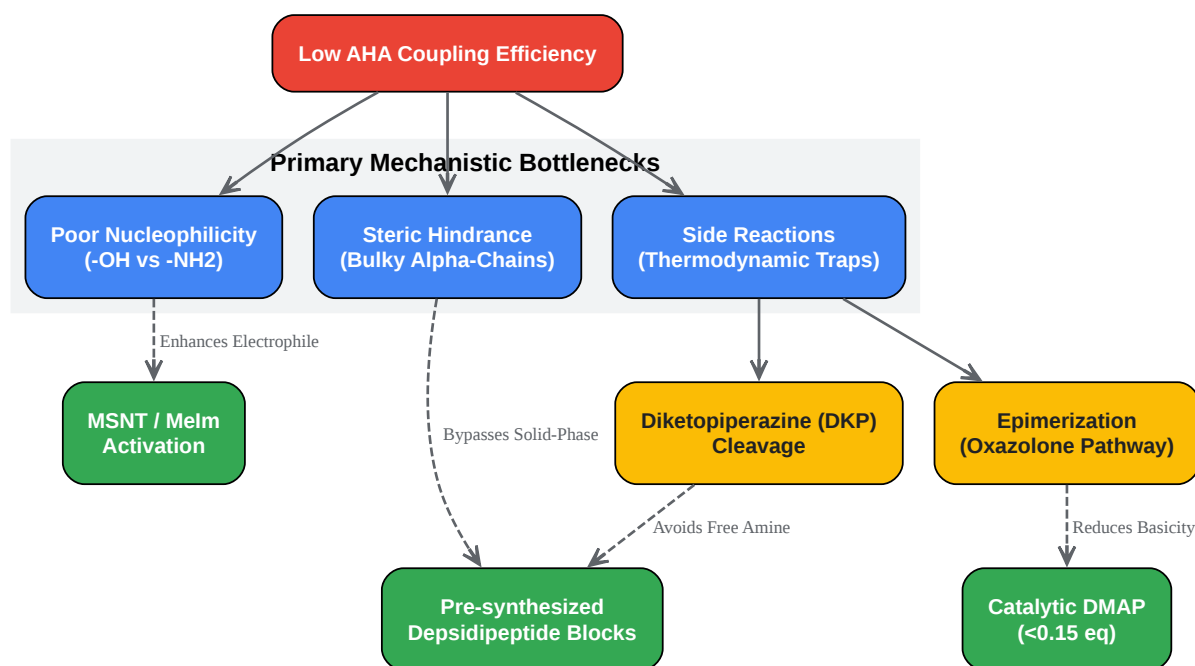 Low AHA Coupling Efficiency
Primary Mechanistic Bottlenecks
Poor Nucleophilicity
(-OH vs -NH2)
Steric Hindrance
(Bulky Alpha-Chains)
Side Reactions
(Thermodynamic Traps)
Enhances Electrophile
MSNT / MeIm
Activation
Bypasses Solid-Phase
Diketopiperazine (DKP)
Cleavage
Epimerization
(Oxazolone Pathway)
Avoids Free Amine
Reduces Basicity
Pre-synthesized
Depsidipeptide Blocks
Catalytic DMAP
(<0.15 eq)